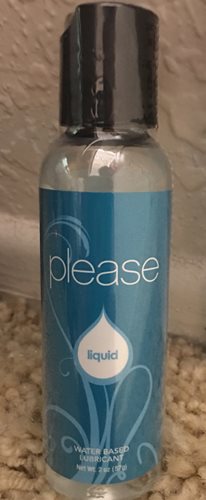 please
liquid
WATER BASED
LUBRICANT
Net Wt. 2 oz (57g)